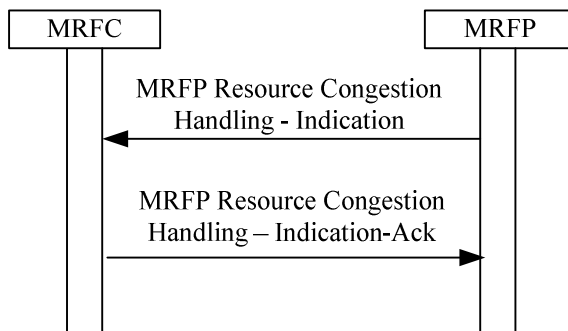 MRFC
MRFP
MRFP Resource Congestion
Handling - Indication
MRFP Resource Congestion
Handling – Indication-Ack